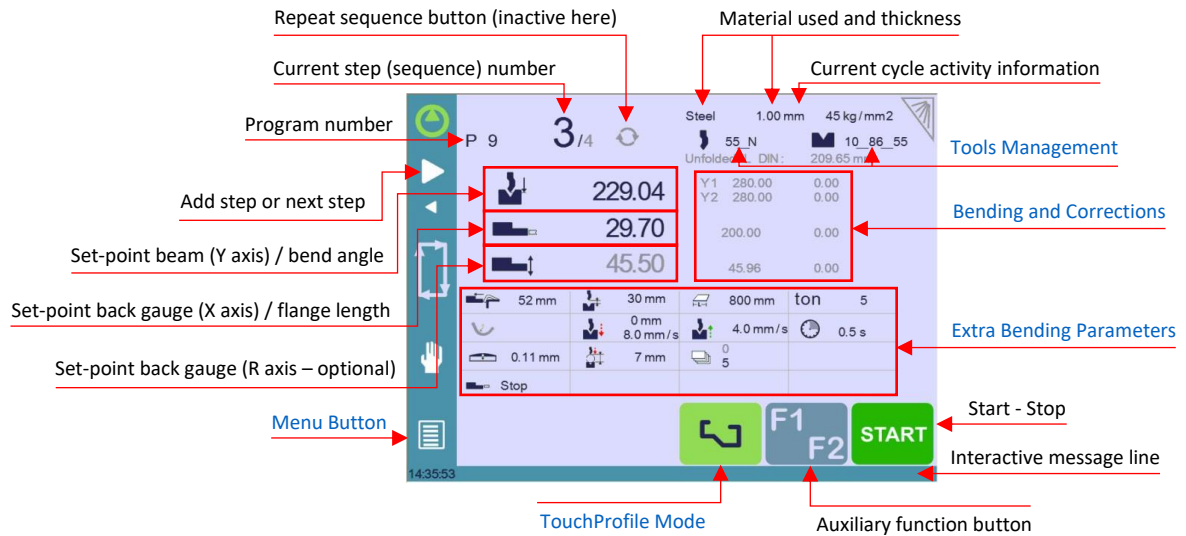 Repeat sequence button (inactive here)
Material used and thickness
Current step (sequence) number
Current cycle activity information
Program number
Steel 1.00 mm 45 kg/mm2
P 9 3/4
55_N 10_86_55
Tools Management
Unfolded L. DIN: 209.65 mm
Add step or next step
229.04
Y1 280.00 0.00
Y2 280.00 0.00
Bending and Corrections
29.70
200.00 0.00
Set-point beam (Y axis) / bend angle
45.50
45.96 0.00
Set-point back gauge (X axis) / flange length
52 mm 30 mm 800 mm ton 5
0 mm
8.0 mm/s 4.0 mm/s 0.5 s
Extra Bending Parameters
0.11 mm 7 mm 0
5
Set-point back gauge (R axis – optional)
Stop
Menu Button
F1
F2
START
Start - Stop
Interactive message line
14:35:53
TouchProfile Mode
Auxiliary function button